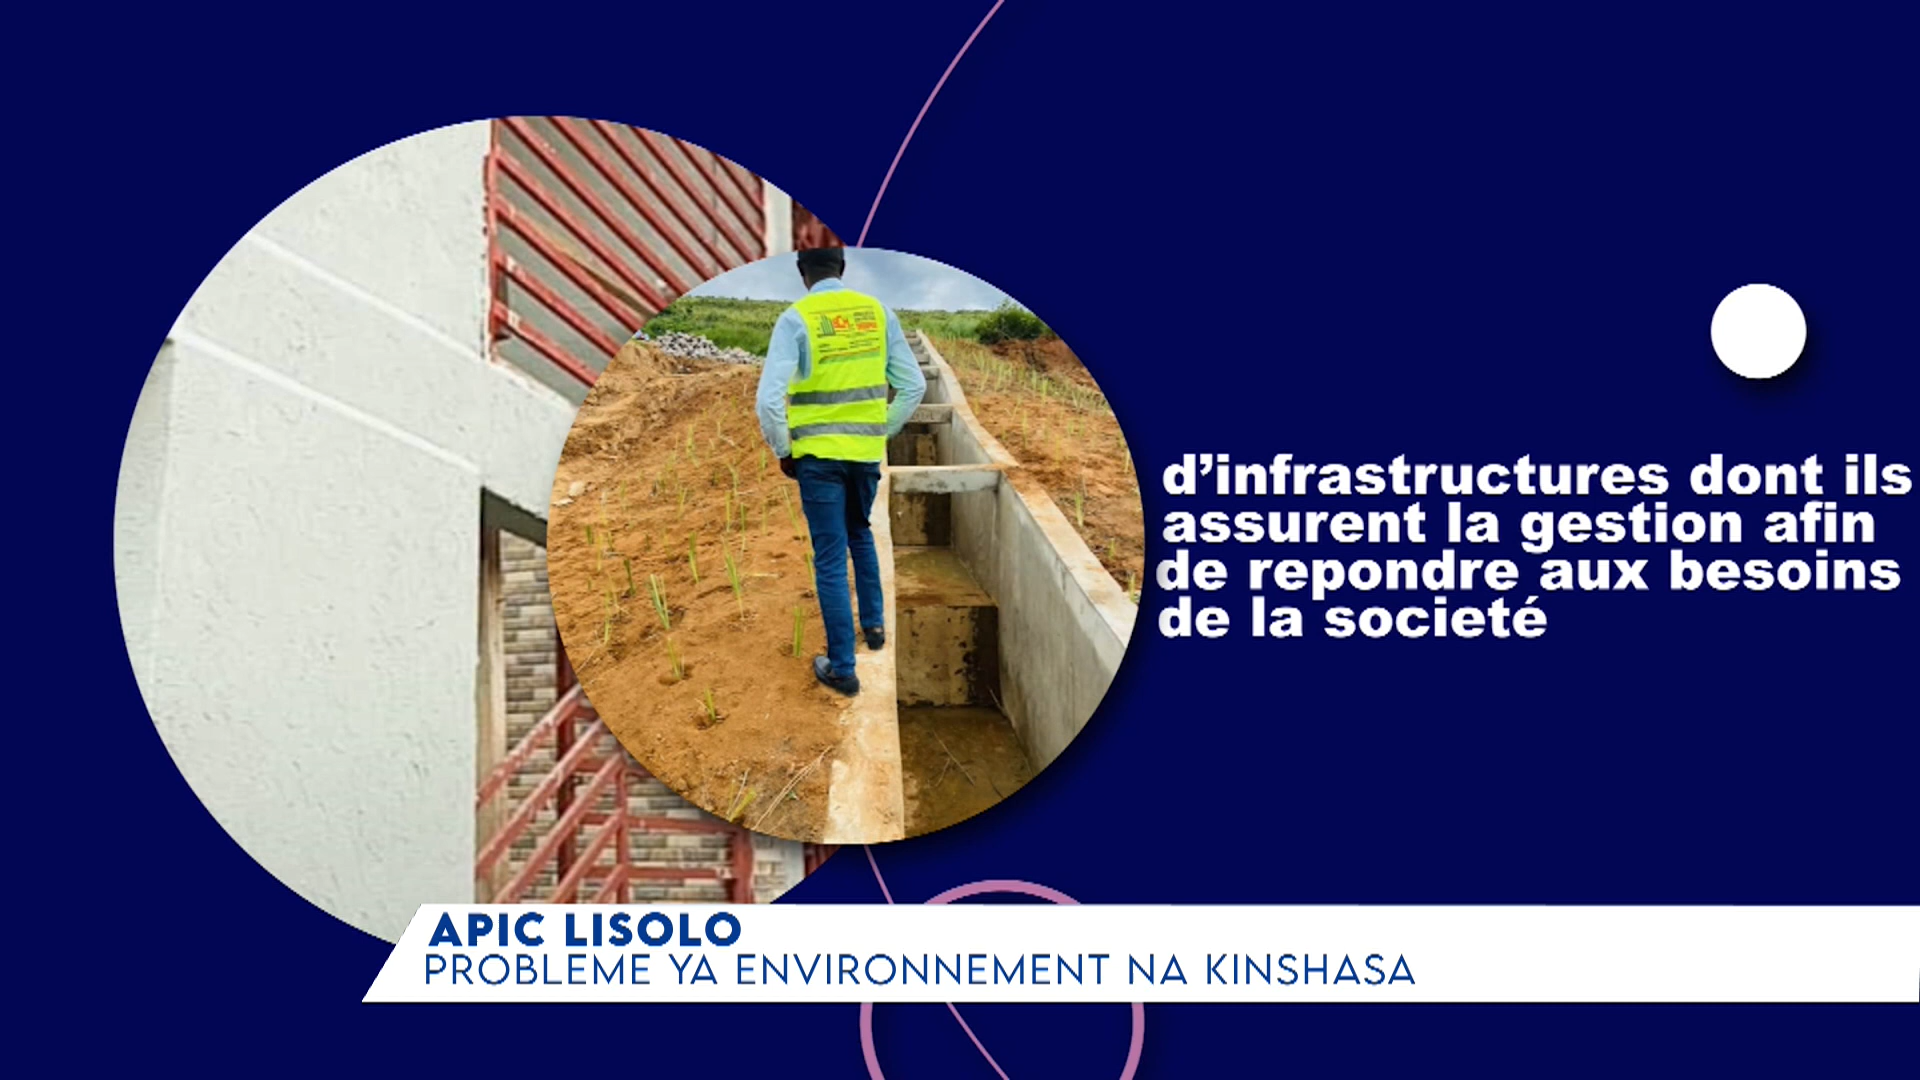 d’infrastructures dont ils
assurent la gestion afin
de repondre aux besoins
de la societé
APIC LISOLO
PROBLEME YA ENVIRONNEMENT NA KINSHASA